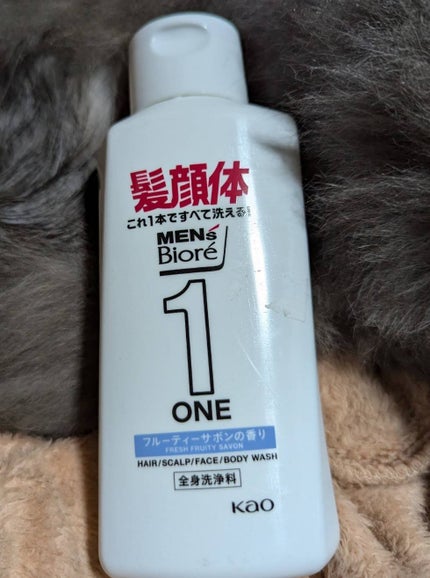 髪顔体
これ1本ですべて洗える!
MEN's
Bioré
1
ONE
フルーティーサボンの香り
FRESH FRUITY SAVON
HAIR/SCALP/FACE/BODY WASH
全身洗浄料
Kao